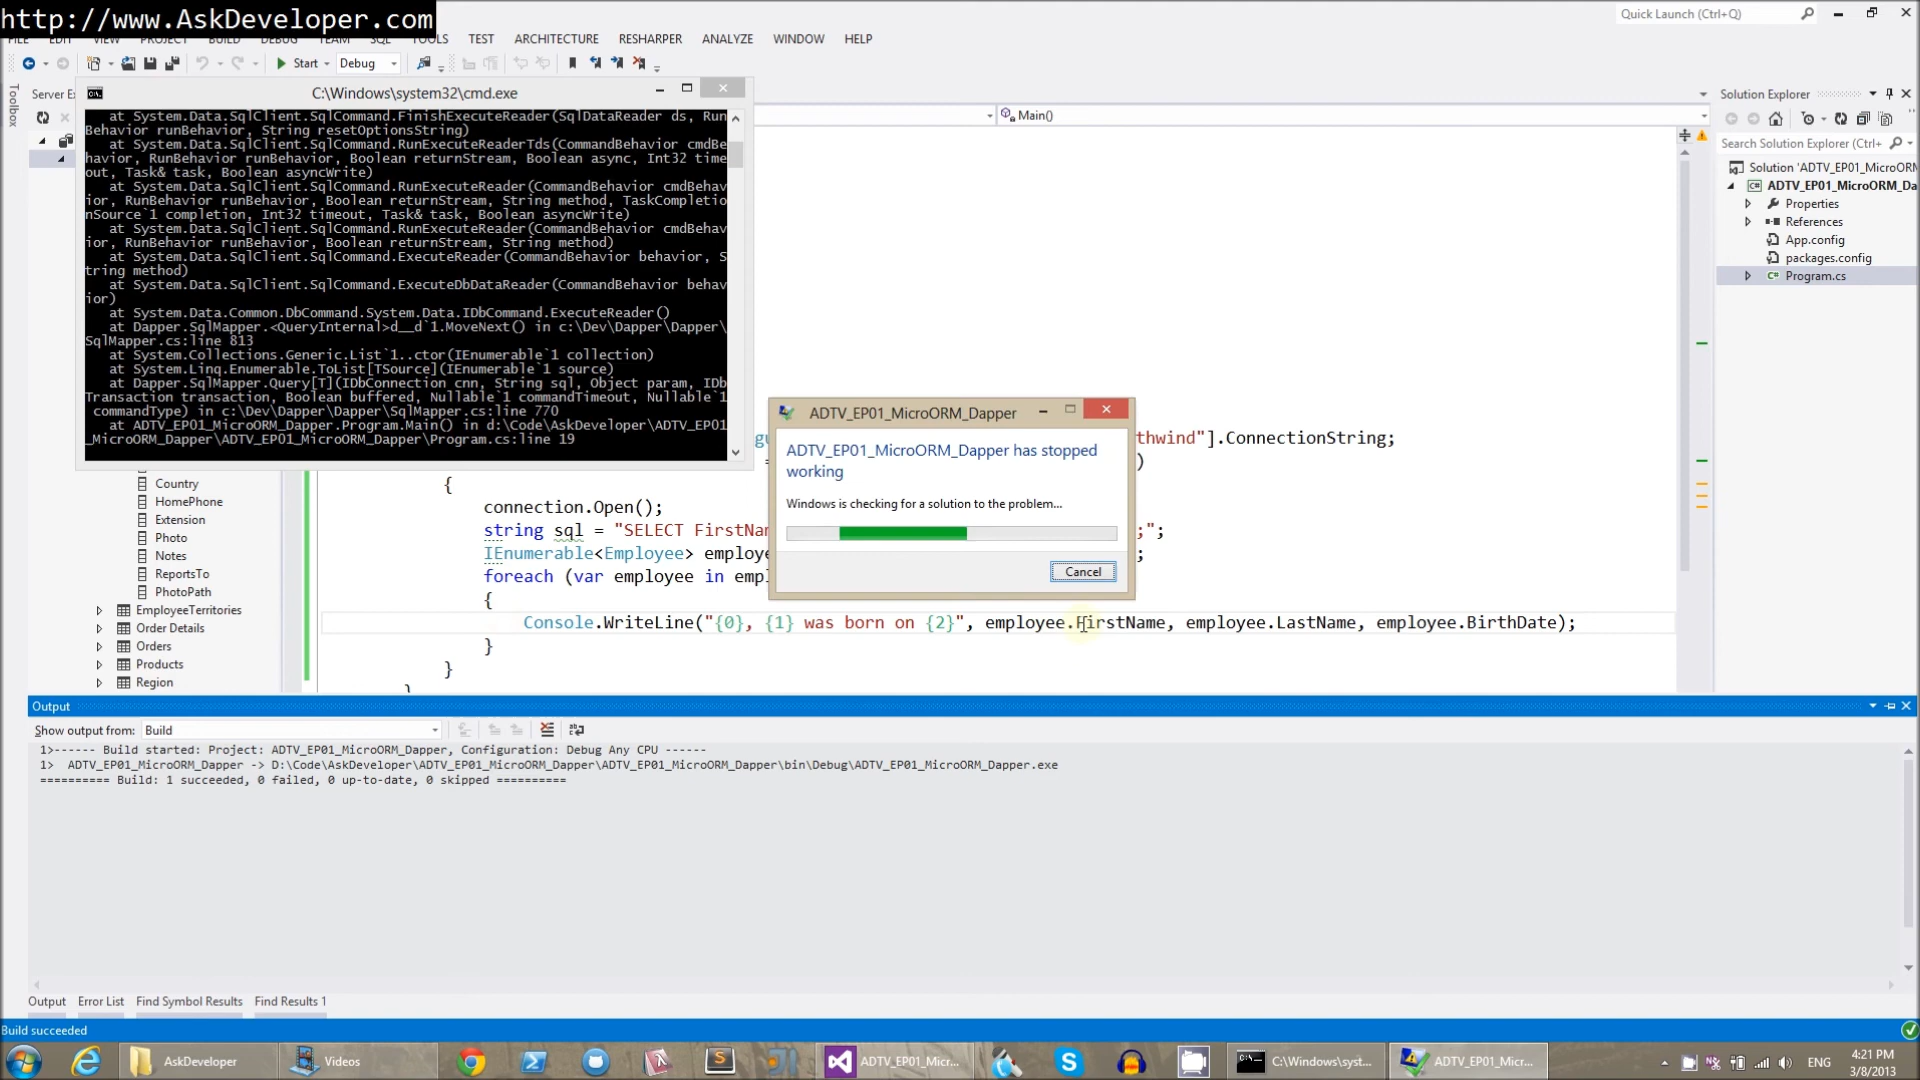 http://www.AskDeveloper.com
Quick Launch (Ctrl+Q)
FILE EDIT VIEW PROJECT BUILD DEBUG TEAM SQL TOOLS TEST ARCHITECTURE RESHARPER ANALYZE WINDOW HELP
Start Debug
Toolbox
Server E
C:\Windows\system32\cmd.exe
at System.Data.SqlClient.SqlCommand.FinishExecuteReader(SqlDataReader ds, Run
Behavior runBehavior, String resetOptionsString)
at System.Data.SqlClient.SqlCommand.RunExecuteReaderTds(CommandBehavior cmdBe
havior, RunBehavior runBehavior, Boolean returnStream, Boolean async, Int32 time
out, Task& task, Boolean asyncWrite)
at System.Data.SqlClient.SqlCommand.RunExecuteReader(CommandBehavior cmdBehav
ior, RunBehavior runBehavior, Boolean returnStream, String method, TaskCompletio
nSource`1 completion, Int32 timeout, Task& task, Boolean asyncWrite)
at System.Data.SqlClient.SqlCommand.RunExecuteReader(CommandBehavior cmdBehav
ior, RunBehavior runBehavior, Boolean returnStream, String method)
at System.Data.SqlClient.SqlCommand.ExecuteReader(CommandBehavior behavior, S
tring method)
at System.Data.SqlClient.SqlCommand.ExecuteDbDataReader(CommandBehavior behav
ior)
at System.Data.Common.DbCommand.System.Data.IDbCommand.ExecuteReader()
at Dapper.SqlMapper.<QueryInternal>d__d`1.MoveNext() in c:\Dev\Dapper\Dapper\
SqlMapper.cs:line 813
at System.Collections.Generic.List`1..ctor(IEnumerable`1 collection)
at System.Linq.Enumerable.ToList[TSource](IEnumerable`1 source)
at Dapper.SqlMapper.Query[T](IDbConnection cnn, String sql, Object param, IDb
Transaction transaction, Boolean buffered, Nullable`1 commandTimeout, Nullable`1
commandType) in c:\Dev\Dapper\Dapper\SqlMapper.cs:line 770
at ADTV_EP01_MicroORM_Dapper.Program.Main() in d:\Code\AskDeveloper\ADTV_EP01
_MicroORM_Dapper\ADTV_EP01_MicroORM_Dapper\Program.cs:line 19
Main()
Solution Explorer
Search Solution Explorer (Ctrl+
Solution 'ADTV_EP01_MicroORM
ADTV_EP01_MicroORM_Da
Properties
References
App.config
packages.config
Program.cs
Country
HomePhone
Extension
Photo
Notes
ReportsTo
PhotoPath
EmployeeTerritories
Order Details
Orders
Products
Region
gu thwind"].ConnectionString;
= )
{
connection.Open();
string sql = "SELECT FirstNam ;";
IEnumerable<Employee> employe ;
foreach (var employee in empl
{
Console.WriteLine("{0}, {1} was born on {2}", employee.FirstName, employee.LastName, employee.BirthDate);
}
}
}
ADTV_EP01_MicroORM_Dapper
ADTV_EP01_MicroORM_Dapper has stopped
working
Windows is checking for a solution to the problem...
Cancel
Output
Show output from: Build
1>------ Build started: Project: ADTV_EP01_MicroORM_Dapper, Configuration: Debug Any CPU ------
1> ADTV_EP01_MicroORM_Dapper -> D:\Code\AskDeveloper\ADTV_EP01_MicroORM_Dapper\ADTV_EP01_MicroORM_Dapper\bin\Debug\ADTV_EP01_MicroORM_Dapper.exe
========== Build: 1 succeeded, 0 failed, 0 up-to-date, 0 skipped ==========
Output Error List Find Symbol Results Find Results 1
Build succeeded
AskDeveloper Videos ADTV_EP01_Micr... C:\Windows\syst... ADTV_EP01_Micr... ENG
4:21 PM
3/8/2013